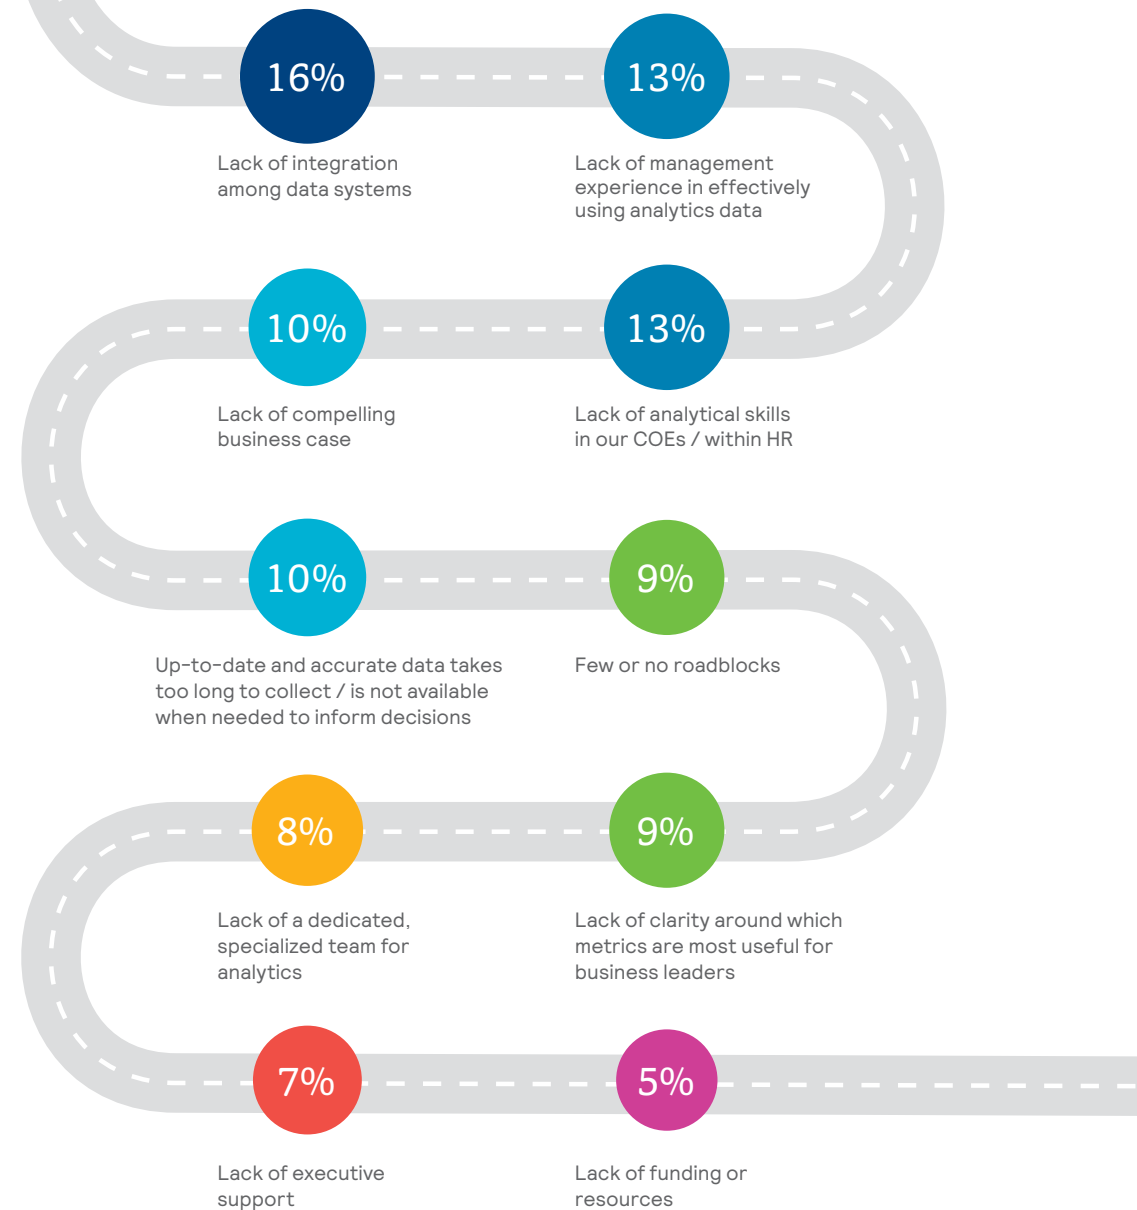 16%
Lack of integration
among data systems
13%
Lack of management
experience in effectively
using analytics data
10%
Lack of compelling
business case
13%
Lack of analytical skills
in our COEs / within HR
10%
Up-to-date and accurate data takes
too long to collect / is not available
when needed to inform decisions
9%
Few or no roadblocks
8%
Lack of a dedicated,
specialized team for
analytics
9%
Lack of clarity around which
metrics are most useful for
business leaders
7%
Lack of executive
support
5%
Lack of funding or
resources